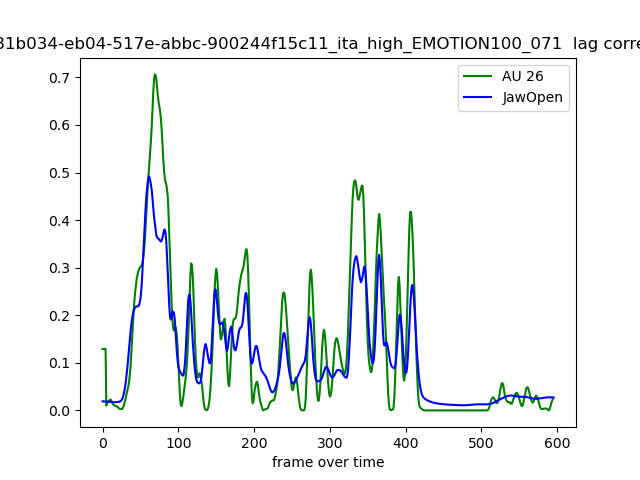 31b034-eb04-517e-abbc-900244f15c11_ita_high_EMOTION100_071 lag corre
AU 26
JawOpen
0.7
0.6
0.5
0.4
0.3
0.2
0.1
0.0
0 100 200 300 400 500 600
frame over time